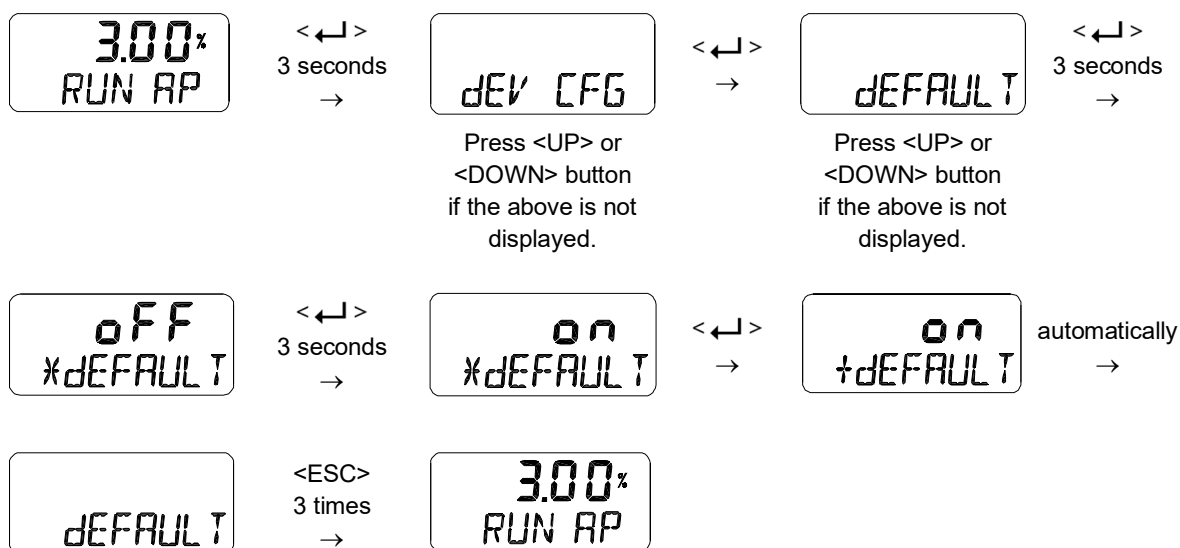 3.00%
RUN AP
< ↵ >
3 seconds
→
dEV CFG
Press <UP> or
<DOWN> button
if the above is not
displayed.
< ↵ >
→
dEFAULT
Press <UP> or
<DOWN> button
if the above is not
displayed.
< ↵ >
3 seconds
→
oFF
*dEFAULT
< ↵ >
3 seconds
→
on
*dEFAULT
< ↵ >
→
on
+dEFAULT
automatically
→
dEFAULT
<ESC>
3 times
→
3.00%
RUN AP